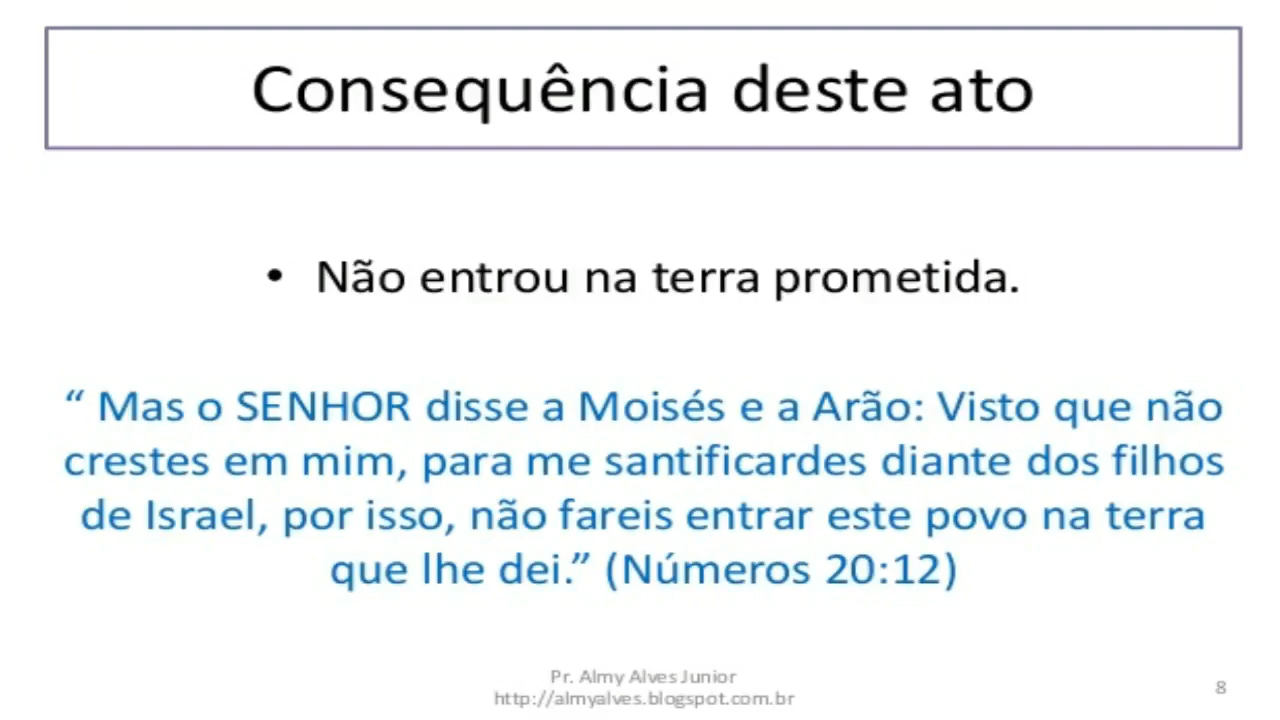 Consequência deste ato
• Não entrou na terra prometida.
“ Mas o SENHOR disse a Moisés e a Arão: Visto que não
crestes em mim, para me santificardes diante dos filhos
de Israel, por isso, não fareis entrar este povo na terra
que lhe dei.” (Números 20:12)
Pr. Almy Alves Junior
http://almyalves.blogspot.com.br
8